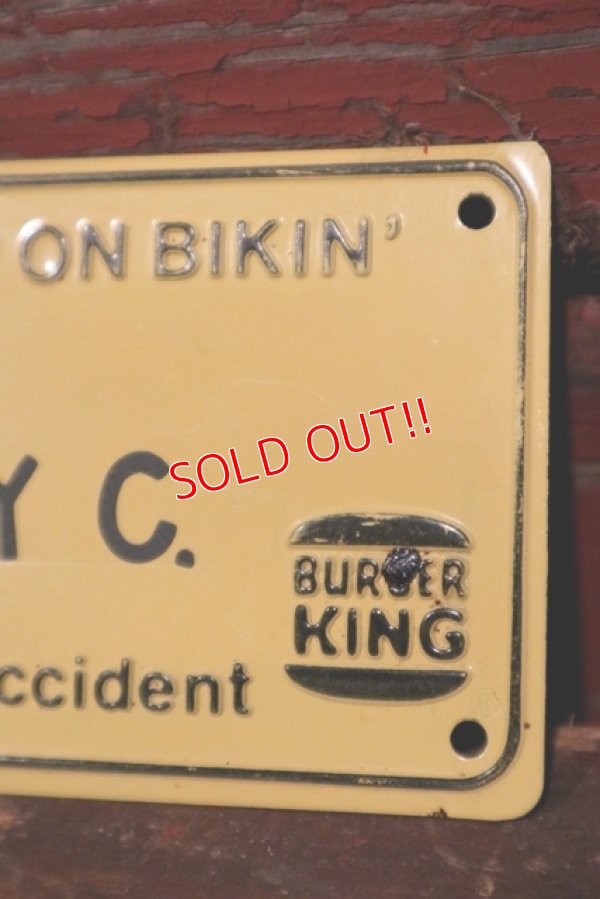 ON BIKIN'
Y C.
SOLD OUT!!
BURGER
KING
ccident